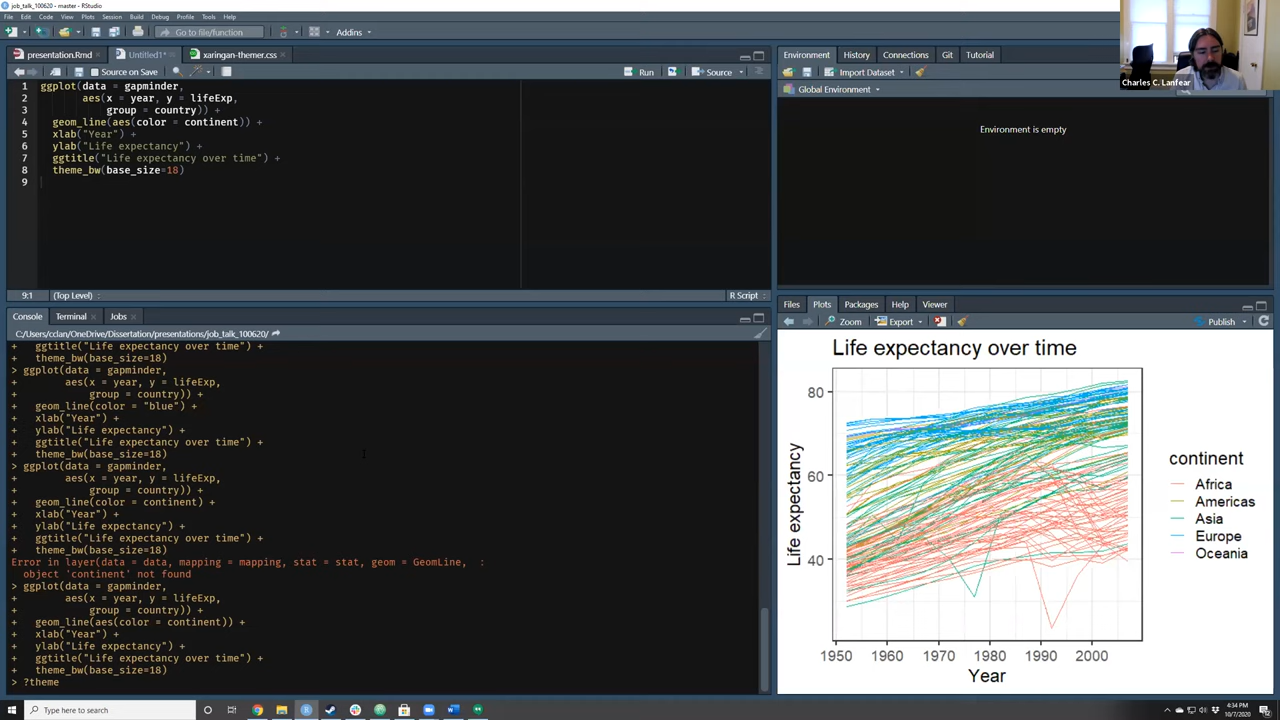 job_talk_100620 - master - RStudio
File Edit Code View Plots Session Build Debug Profile Tools Help
Go to file/function Addins
presentation.Rmd Untitled1* xaringan-themer.css
Source on Save Run Source
1 ggplot(data = gapminder,
2 aes(x = year, y = lifeExp,
3 group = country)) +
4 geom_line(aes(color = continent)) +
5 xlab("Year") +
6 ylab("Life expectancy") +
7 ggtitle("Life expectancy over time") +
8 theme_bw(base_size=18)
9
9:1 (Top Level) R Script
Console Terminal Jobs
C:/Users/cclan/OneDrive/Dissertation/presentations/job_talk_100620/
+ ggtitle("Life expectancy over time") +
+ theme_bw(base_size=18)
> ggplot(data = gapminder,
+ aes(x = year, y = lifeExp,
+ group = country)) +
+ geom_line(color = "blue") +
+ xlab("Year") +
+ ylab("Life expectancy") +
+ ggtitle("Life expectancy over time") +
+ theme_bw(base_size=18)
> ggplot(data = gapminder,
+ aes(x = year, y = lifeExp,
+ group = country)) +
+ geom_line(color = continent) +
+ xlab("Year") +
+ ylab("Life expectancy") +
+ ggtitle("Life expectancy over time") +
+ theme_bw(base_size=18)
Error in layer(data = data, mapping = mapping, stat = stat, geom = GeomLine, :
object 'continent' not found
> ggplot(data = gapminder,
+ aes(x = year, y = lifeExp,
+ group = country)) +
+ geom_line(aes(color = continent)) +
+ xlab("Year") +
+ ylab("Life expectancy") +
+ ggtitle("Life expectancy over time") +
+ theme_bw(base_size=18)
> ?theme
Environment History Connections Git Tutorial
Import Dataset
Global Environment
Environment is empty
Charles C. Lanfear
Files Plots Packages Help Viewer
Zoom Export Publish
Life expectancy over time
80
60
40
Life expectancy
1950 1960 1970 1980 1990 2000
Year
continent
Africa
Americas
Asia
Europe
Oceania
Type here to search
4:34 PM
10/7/2020